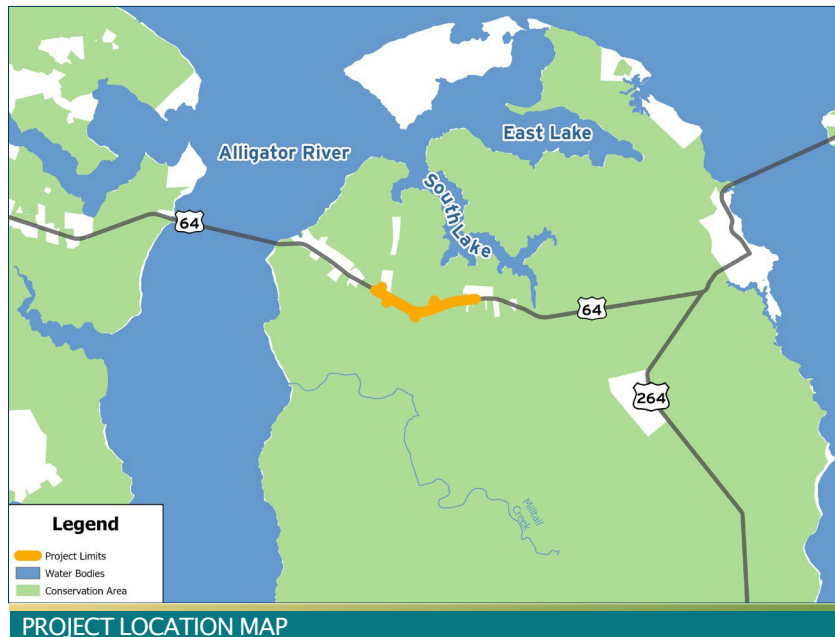 East Lake
Alligator River
South Lake
64
64
264
Milltail
Creek
Legend
Project Limits
Water Bodies
Conservation Area
PROJECT LOCATION MAP